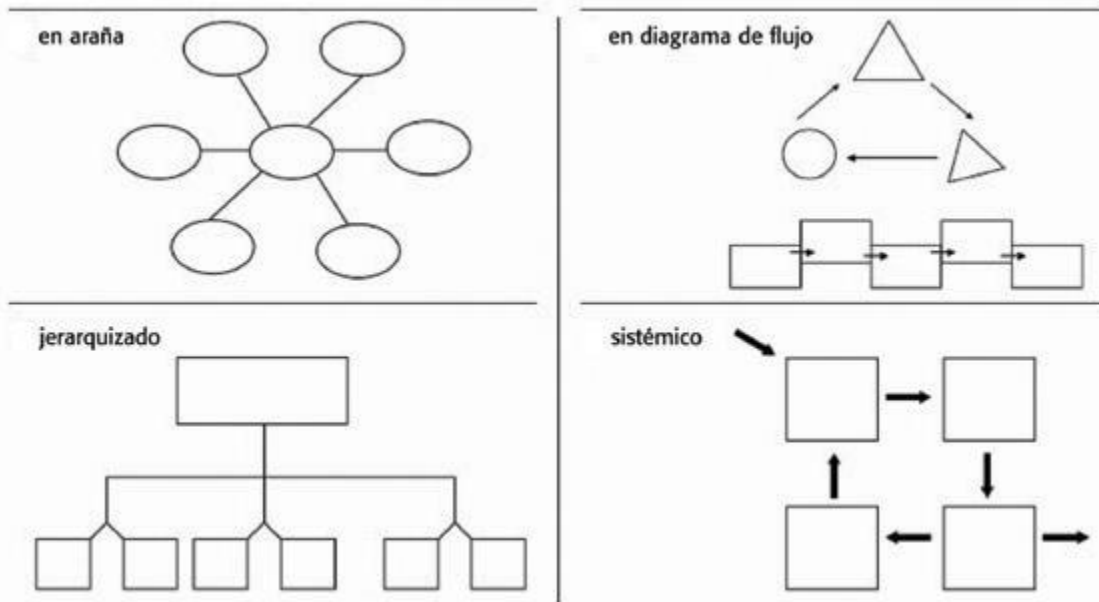 en araña
en diagrama de flujo
jerarquizado
sistémico